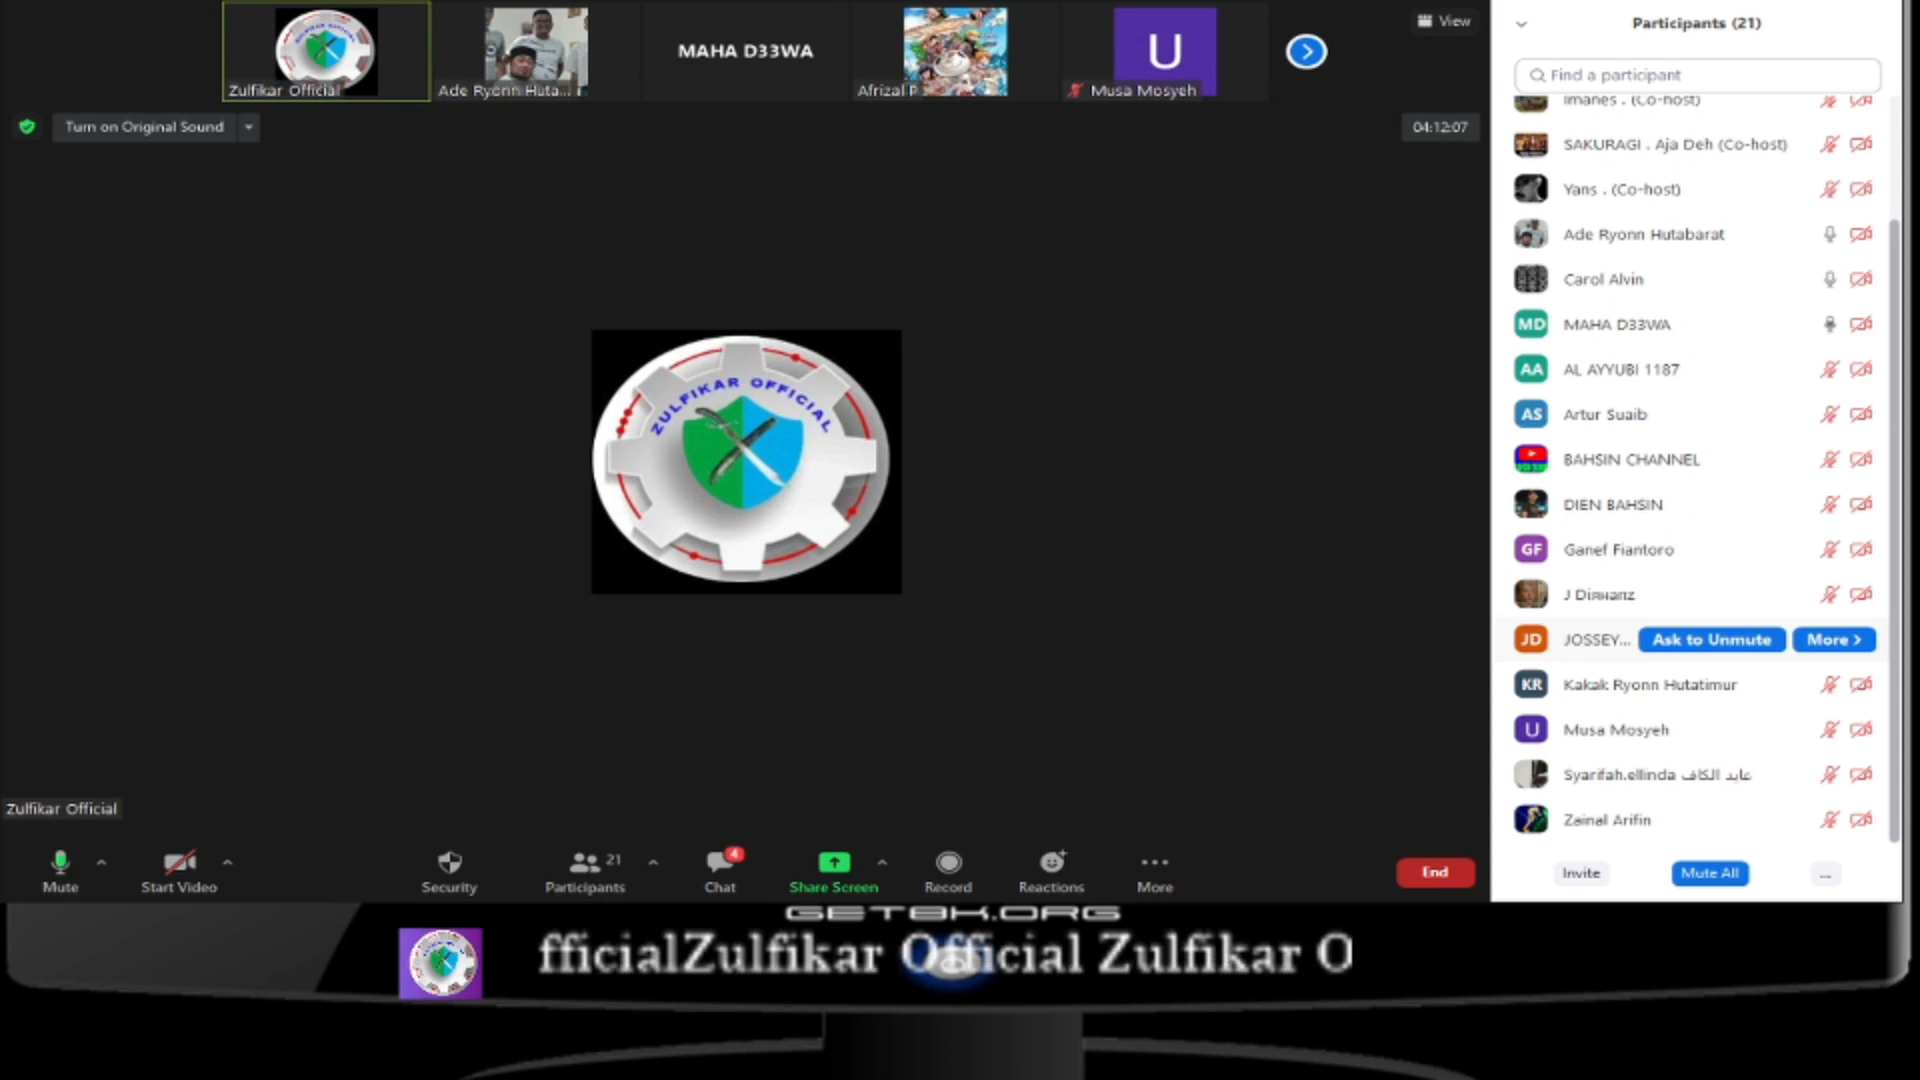 Zulfikar Official
Ade Ryonn Huta...
MAHA D33WA
Afrizal P
U
Musa Mosyeh
View
Turn on Original Sound
04:12:07
ZULFIKAR OFFICIAL
Zulfikar Official
Mute
Start Video
Security
21
Participants
4
Chat
Share Screen
Record
Reactions
More
End
Participants (21)
Find a participant
Imanes . (Co-host)
SAKURAGI . Aja Deh (Co-host)
Yans . (Co-host)
Ade Ryonn Hutabarat
Carol Alvin
MD MAHA D33WA
AA AL AYYUBI 1187
AS Artur Suaib
BAHSIN CHANNEL
DIEN BAHSIN
GF Ganef Fiantoro
J Dinнanz
JD JOSSEY... Ask to Unmute More >
KR Kakak Ryonn Hutatimur
U Musa Mosyeh
Syarifah.ellinda عابد الكاف
Zainal Arifin
Invite
Mute All
...
GETBK.ORG
fficialZulfikar Official Zulfikar O